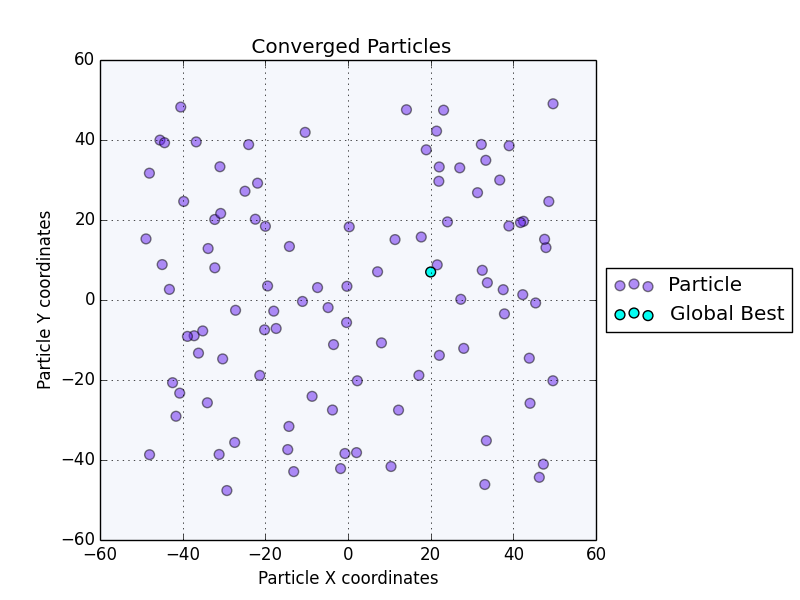 Converged Particles
60
40
20
0
−20
−40
−60
Particle Y coordinates
−60 −40 −20 0 20 40 60
Particle X coordinates
Particle
Global Best